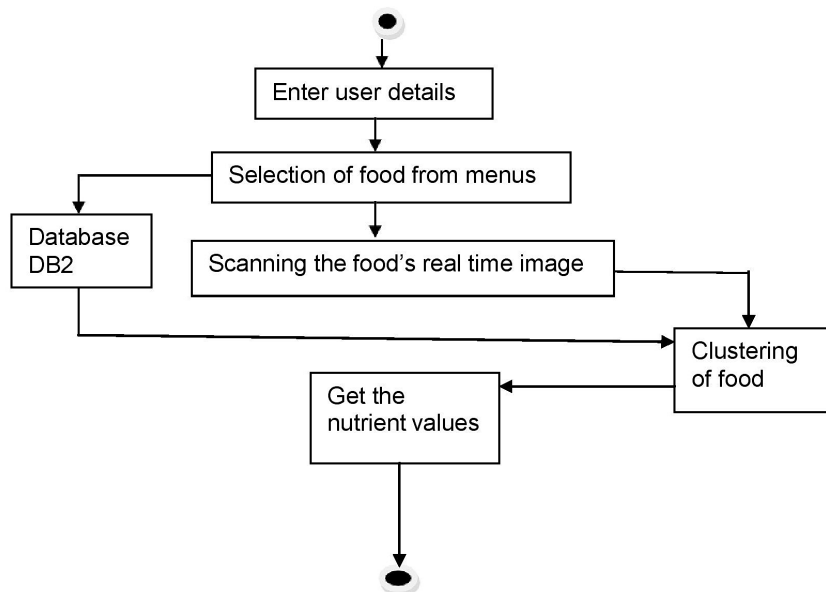 Enter user details
Selection of food from menus
Database
DB2
Scanning the food's real time image
Clustering
of food
Get the
nutrient values